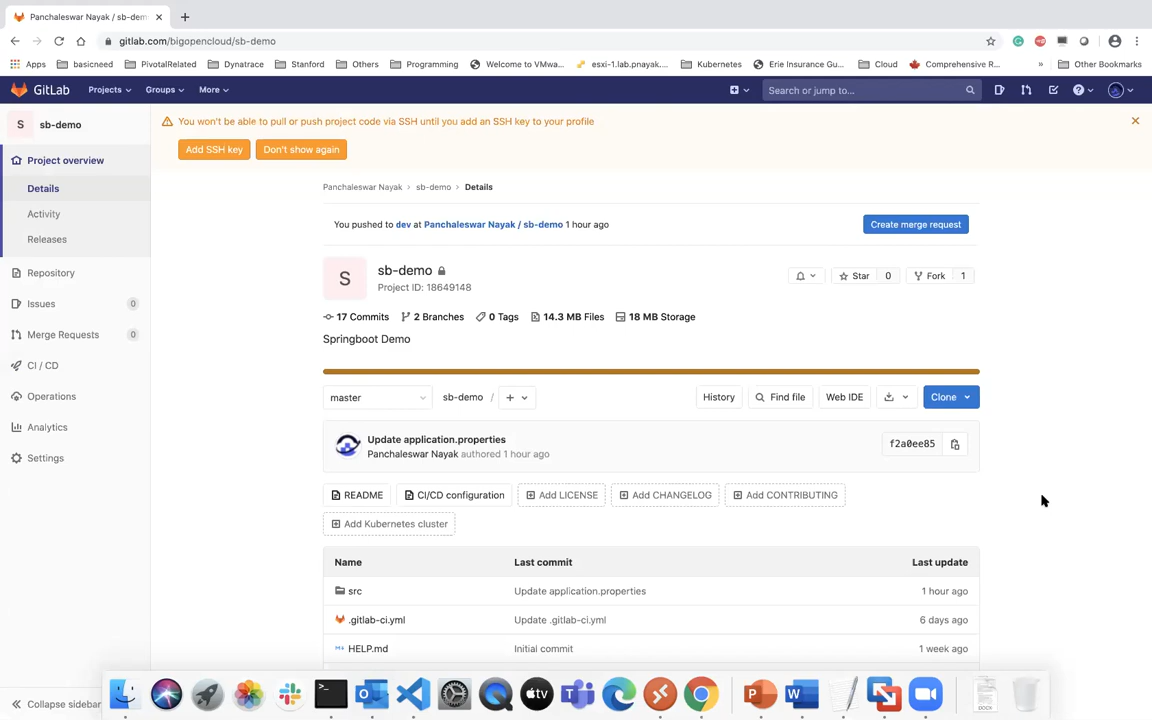 Panchaleswar Nayak / sb-dem
gitlab.com/bigopencloud/sb-demo
Apps basicneed PivotalRelated Dynatrace Stanford Others Programming Welcome to VMwa... esxi-1.lab.pnayak.... Kubernetes Erie Insurance Gu... Cloud Comprehensive R... » Other Bookmarks
GitLab Projects Groups More Search or jump to...
S sb-demo
You won't be able to pull or push project code via SSH until you add an SSH key to your profile
Add SSH key Don't show again
Project overview
Details
Activity
Releases
Repository
Issues 0
Merge Requests 0
CI / CD
Operations
Analytics
Settings
Collapse sidebar
Panchaleswar Nayak > sb-demo > Details
You pushed to dev at Panchaleswar Nayak / sb-demo 1 hour ago Create merge request
S
sb-demo
Project ID: 18649148
Star 0 Fork 1
17 Commits 2 Branches 0 Tags 14.3 MB Files 18 MB Storage
Springboot Demo
master sb-demo / + History Find file Web IDE Clone
Update application.properties
Panchaleswar Nayak authored 1 hour ago
f2a0ee85
README CI/CD configuration Add LICENSE Add CHANGELOG Add CONTRIBUTING
Add Kubernetes cluster
Name Last commit Last update
src Update application.properties 1 hour ago
.gitlab-ci.yml Update .gitlab-ci.yml 6 days ago
HELP.md Initial commit 1 week ago